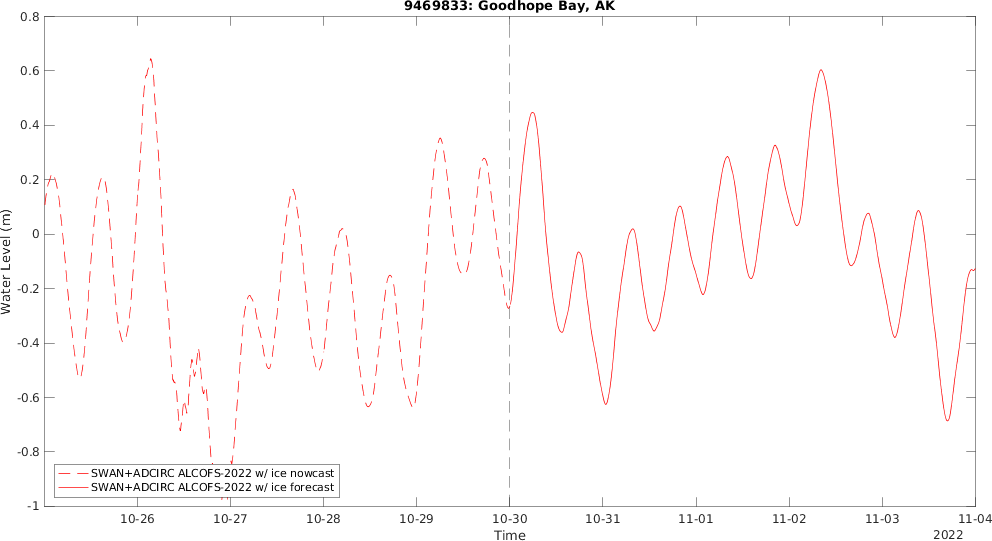 9469833: Goodhope Bay, AK
0.8
0.6
0.4
0.2
0
-0.2
-0.4
-0.6
-0.8
-1
Water Level (m)
SWAN+ADCIRC ALCOFS-2022 w/ ice nowcast
SWAN+ADCIRC ALCOFS-2022 w/ ice forecast
10-26 10-27 10-28 10-29 10-30 10-31 11-01 11-02 11-03 11-04
Time
2022